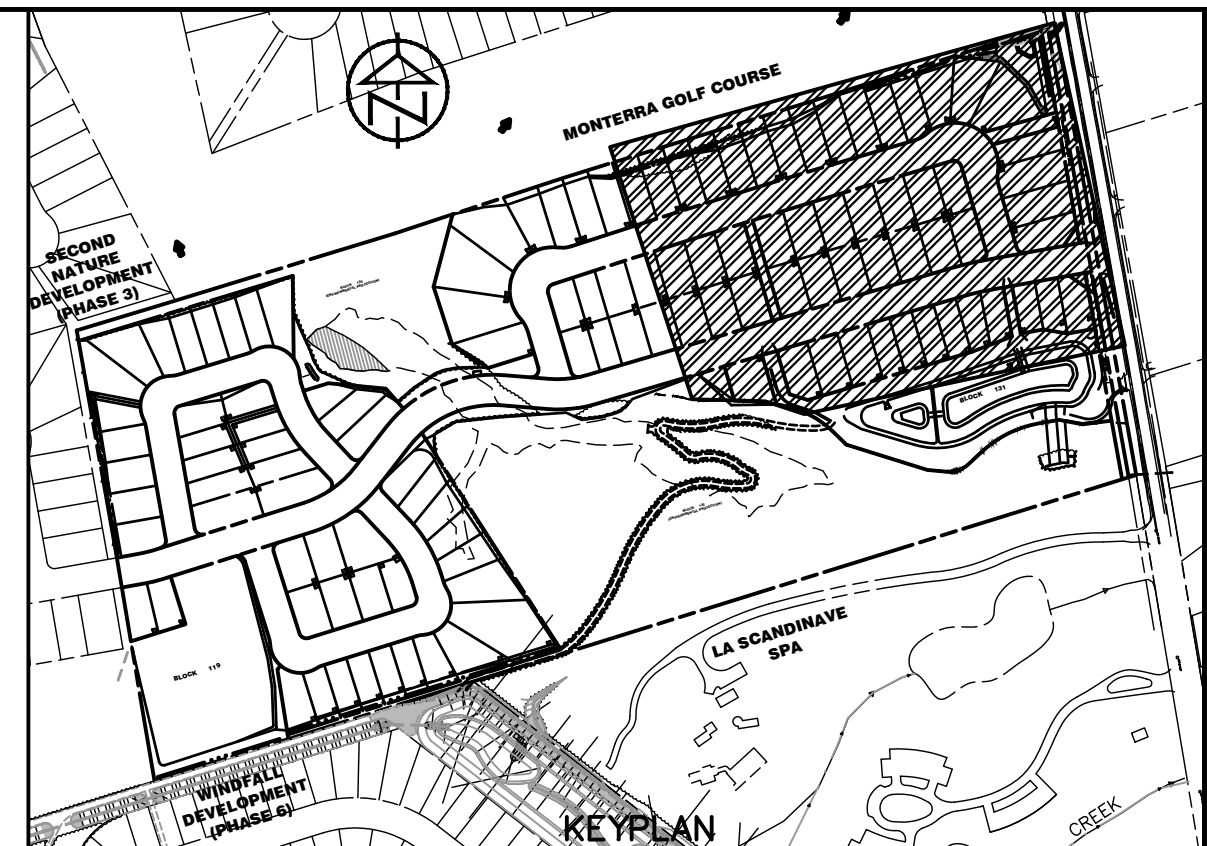 MONTERRA GOLF COURSE
SECOND
NATURE
DEVELOPMENT
(PHASE 3)
BLOCK 131
LA SCANDINAVE
SPA
BLOCK 119
WINDFALL
DEVELOPMENT
(PHASE 6)
CREEK
KEYPLAN
N